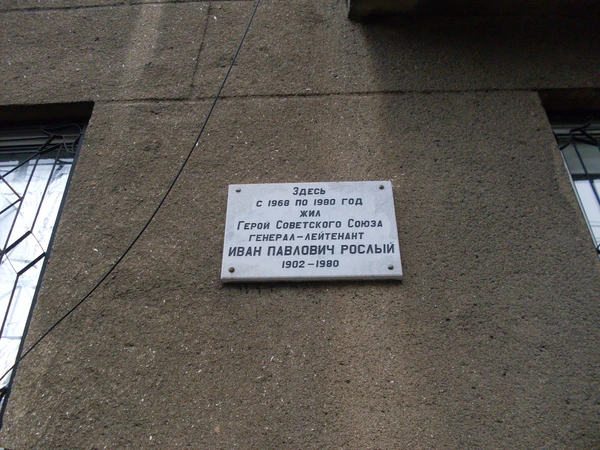 Здесь
с 1968 по 1980 год
жил
Герой Советского Союза
генерал-лейтенант
ИВАН ПАВЛОВИЧ РОСЛЫЙ
1902-1980